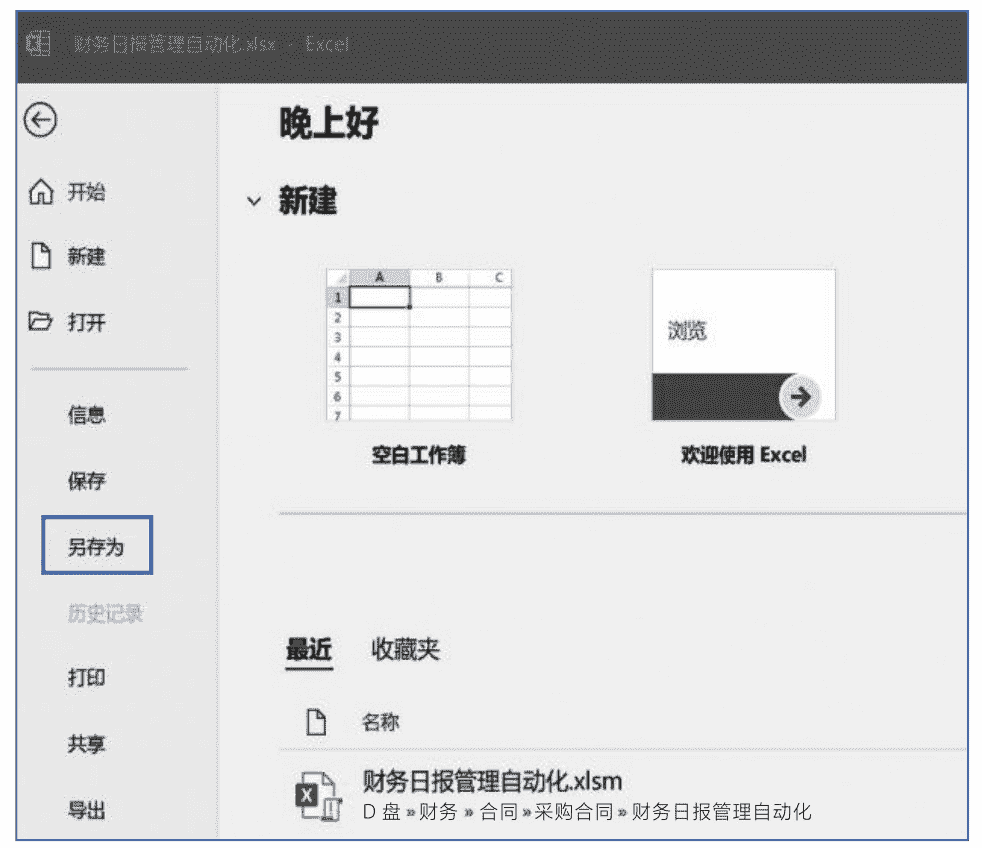 财务日报管理自动化.xlsx - Excel
晚上好
开始
新建
新建
打开
A B C
1
2
3
4
5
6
7
浏览
空白工作簿
欢迎使用 Excel
信息
保存
另存为
历史记录
打印
共享
导出
最近 收藏夹
名称
财务日报管理自动化.xlsm
D 盘 » 财务 » 合同 » 采购合同 » 财务日报管理自动化